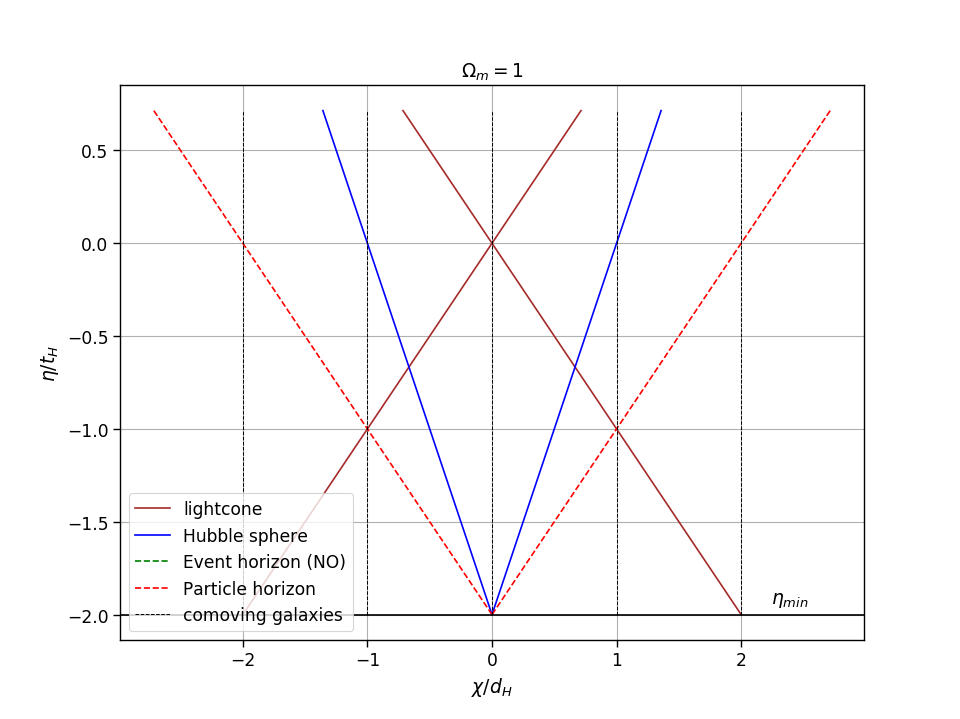 Ωₘ = 1
η/t_H
0.5
0.0
−0.5
−1.0
−1.5
−2.0
lightcone
Hubble sphere
Event horizon (NO)
Particle horizon
comoving galaxies
η_min
−2
−1
0
1
2
χ/d_H